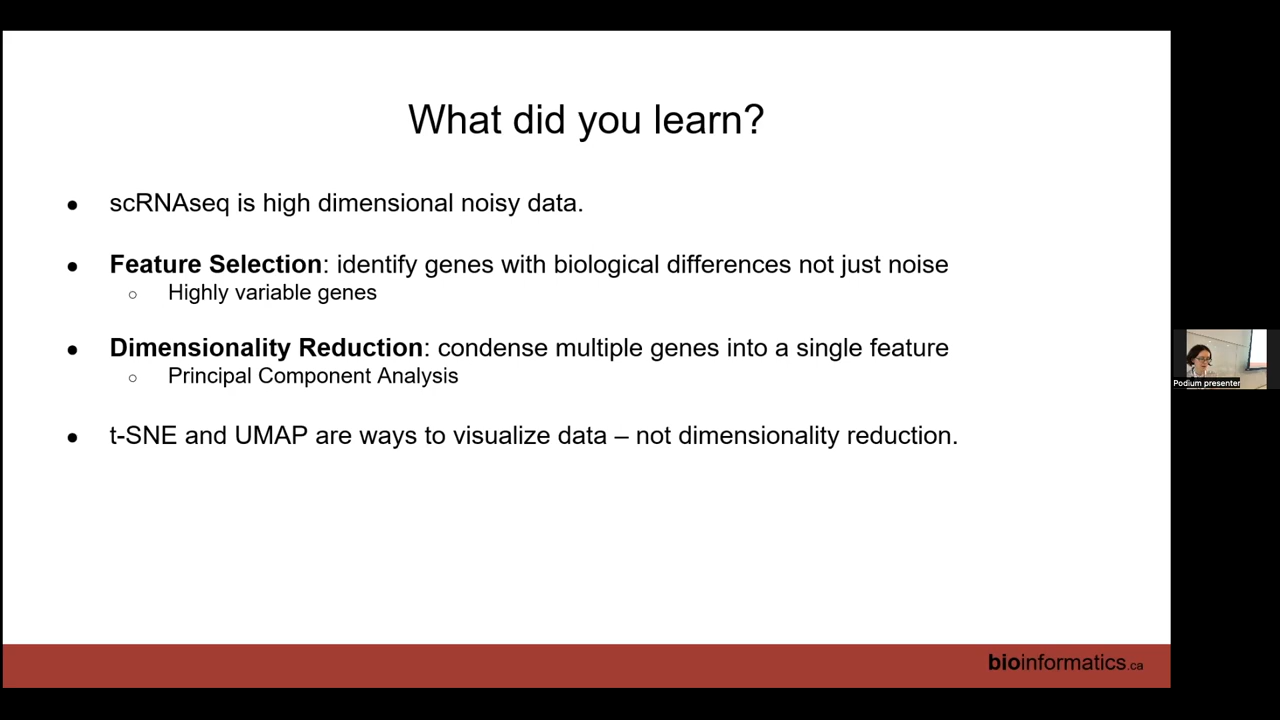 What did you learn?
● scRNAseq is high dimensional noisy data.
● Feature Selection: identify genes with biological differences not just noise
○ Highly variable genes
● Dimensionality Reduction: condense multiple genes into a single feature
○ Principal Component Analysis
● t-SNE and UMAP are ways to visualize data – not dimensionality reduction.
Podium presenter
bioinformatics.ca